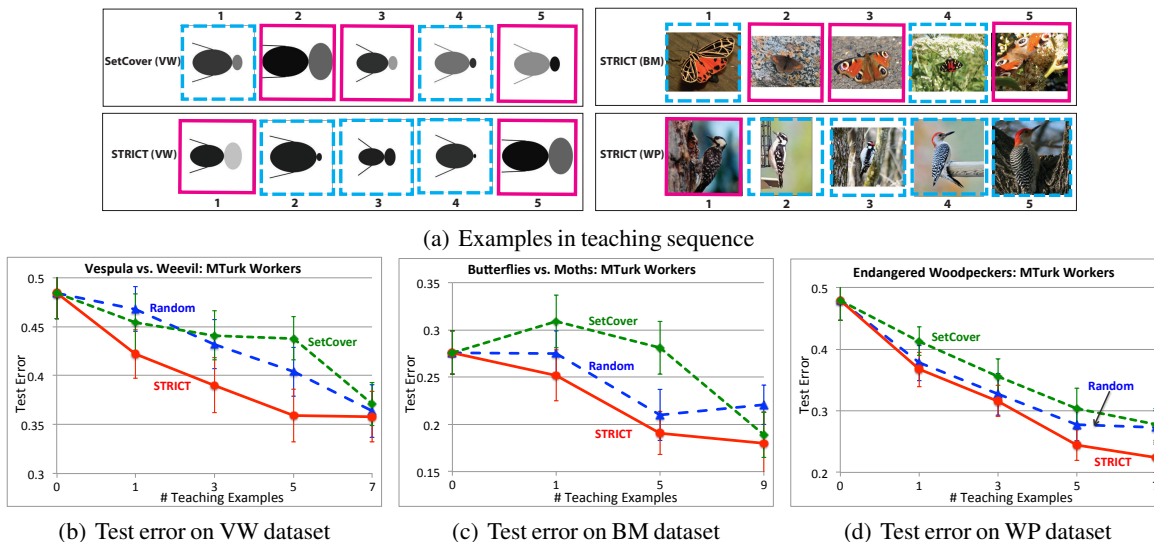 1 2 3 4 5
SetCover (VW)
STRICT (VW)
1 2 3 4 5
1 2 3 4 5
STRICT (BM)
STRICT (WP)
1 2 3 4 5
(a) Examples in teaching sequence
Vespula vs. Weevil: MTurk Workers
0.5
0.45
0.4
0.35
0.3
Test Error
Random
SetCover
STRICT
0 1 3 5 7
# Teaching Examples
(b) Test error on VW dataset
Butterflies vs. Moths: MTurk Workers
0.35
0.3
0.25
0.2
0.15
Test Error
SetCover
Random
STRICT
0 1 5 9
# Teaching Examples
(c) Test error on BM dataset
Endangered Woodpeckers: MTurk Workers
0.5
0.4
0.3
0.2
Test Error
SetCover
Random
STRICT
0 1 3 5
# Teaching Examples
(d) Test error on WP dataset